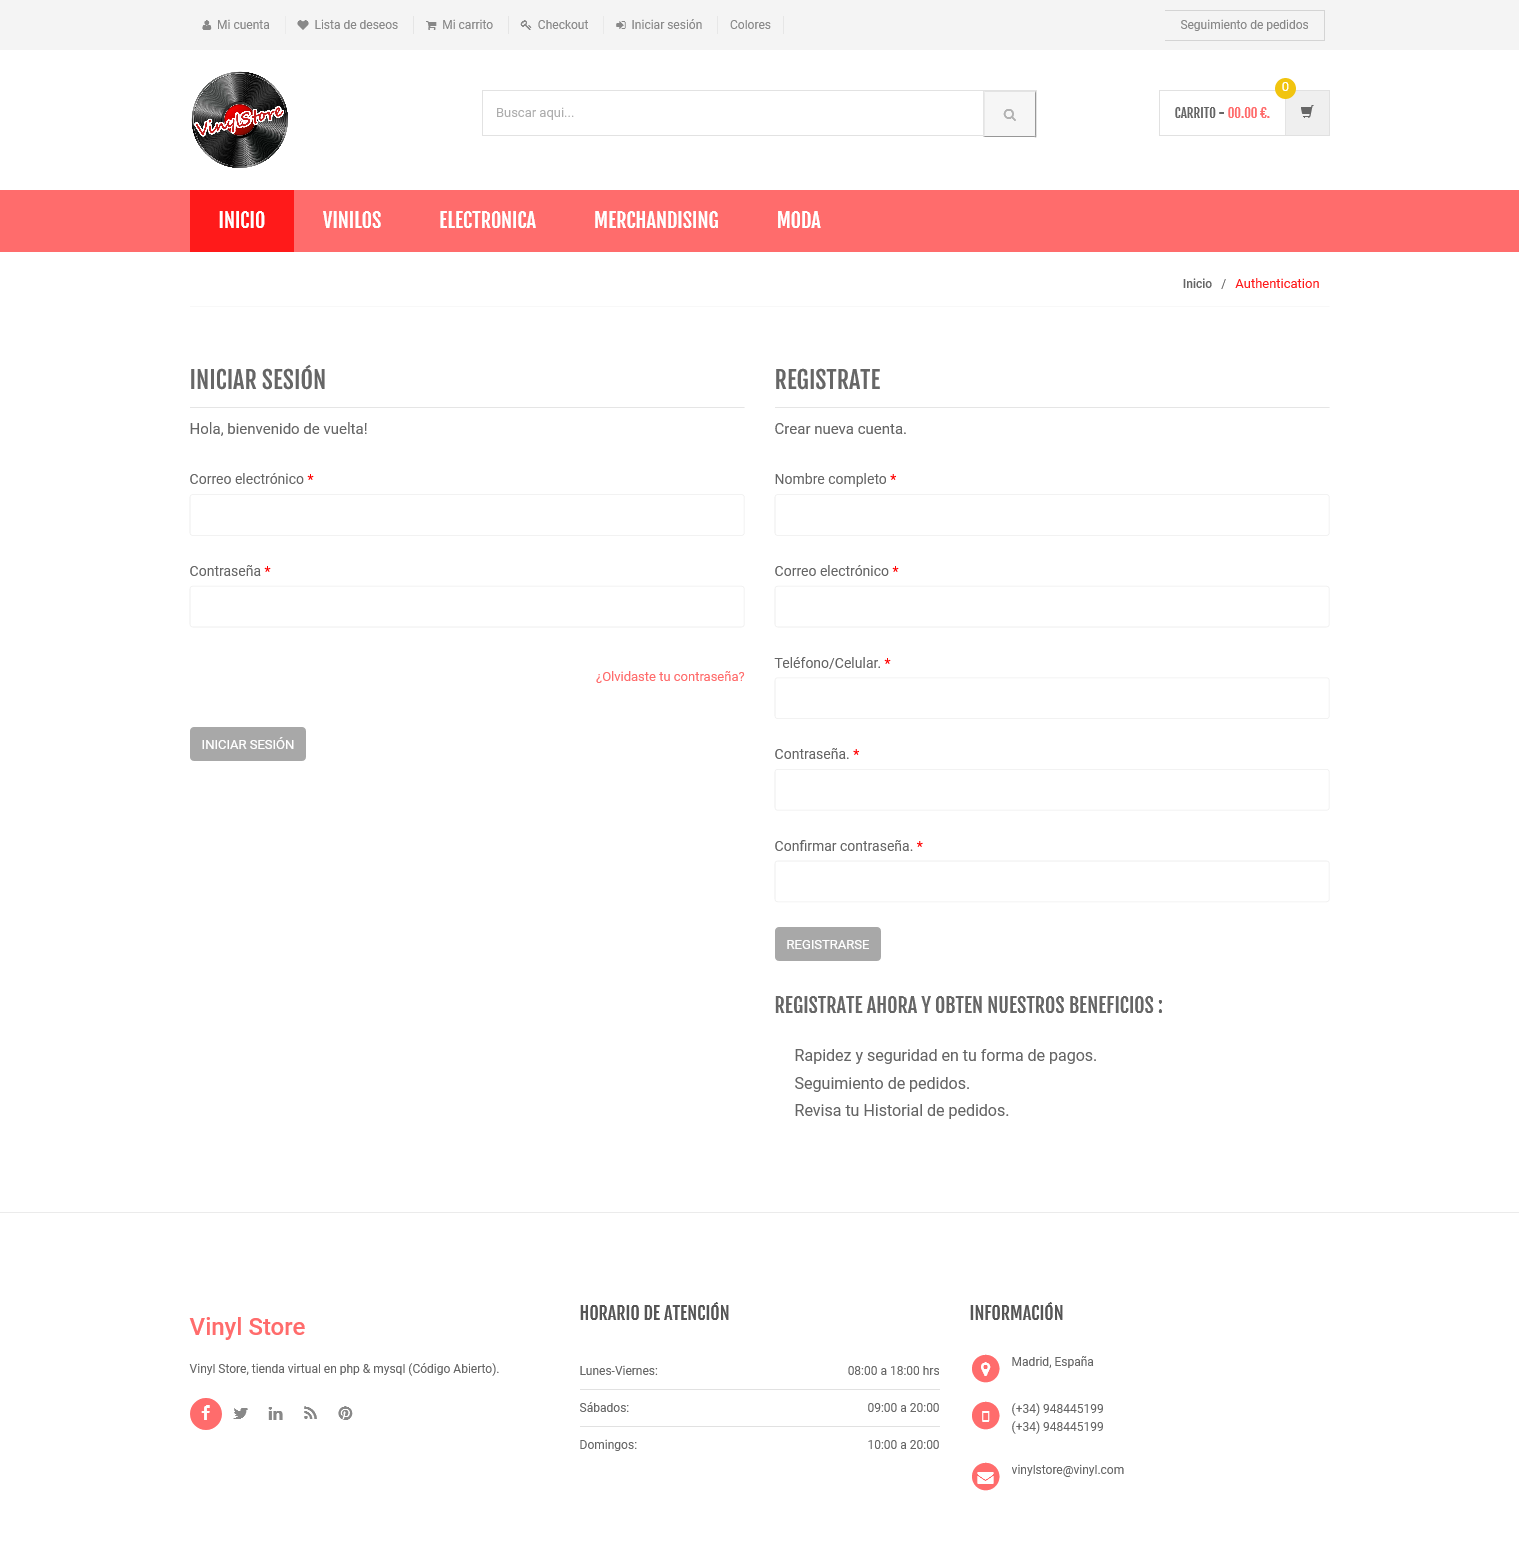 Mi cuenta Lista de deseos Mi carrito Checkout Iniciar sesión Colores Seguimiento de pedidos
VinylStore
Buscar aqui...
0
CARRITO - 00.00 €.
INICIO VINILOS ELECTRONICA MERCHANDISING MODA
Inicio / Authentication
INICIAR SESIÓN
Hola, bienvenido de vuelta!
Correo electrónico *
Contraseña *
¿Olvidaste tu contraseña?
INICIAR SESIÓN
REGISTRATE
Crear nueva cuenta.
Nombre completo *
Correo electrónico *
Teléfono/Celular. *
Contraseña. *
Confirmar contraseña. *
REGISTRARSE
REGISTRATE AHORA Y OBTEN NUESTROS BENEFICIOS :
Rapidez y seguridad en tu forma de pagos.
Seguimiento de pedidos.
Revisa tu Historial de pedidos.
Vinyl Store
Vinyl Store, tienda virtual en php & mysql (Código Abierto).
HORARIO DE ATENCIÓN
Lunes-Viernes: 08:00 a 18:00 hrs
Sábados: 09:00 a 20:00
Domingos: 10:00 a 20:00
INFORMACIÓN
Madrid, España
(+34) 948445199
(+34) 948445199
vinylstore@vinyl.com